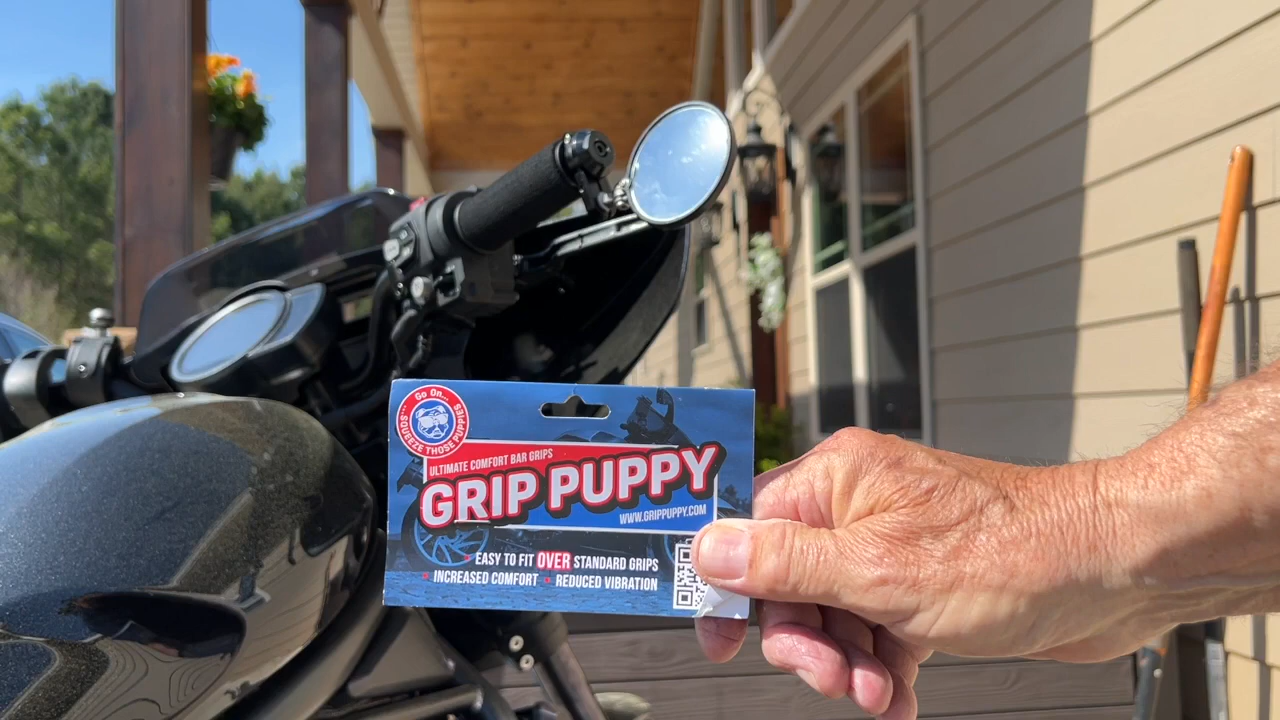 Go On...
...SQUEEZE THOSE PUPPIES
ULTIMATE COMFORT BAR GRIPS
GRIP PUPPY
WWW.GRIPPUPPY.COM
• EASY TO FIT OVER STANDARD GRIPS
• INCREASED COMFORT • REDUCED VIBRATION